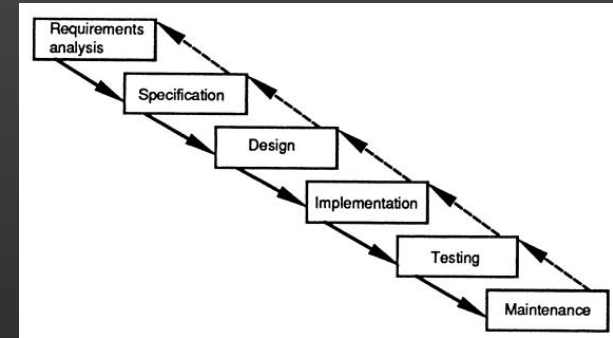 Requirements
analysis
Specification
Design
Implementation
Testing
Maintenance